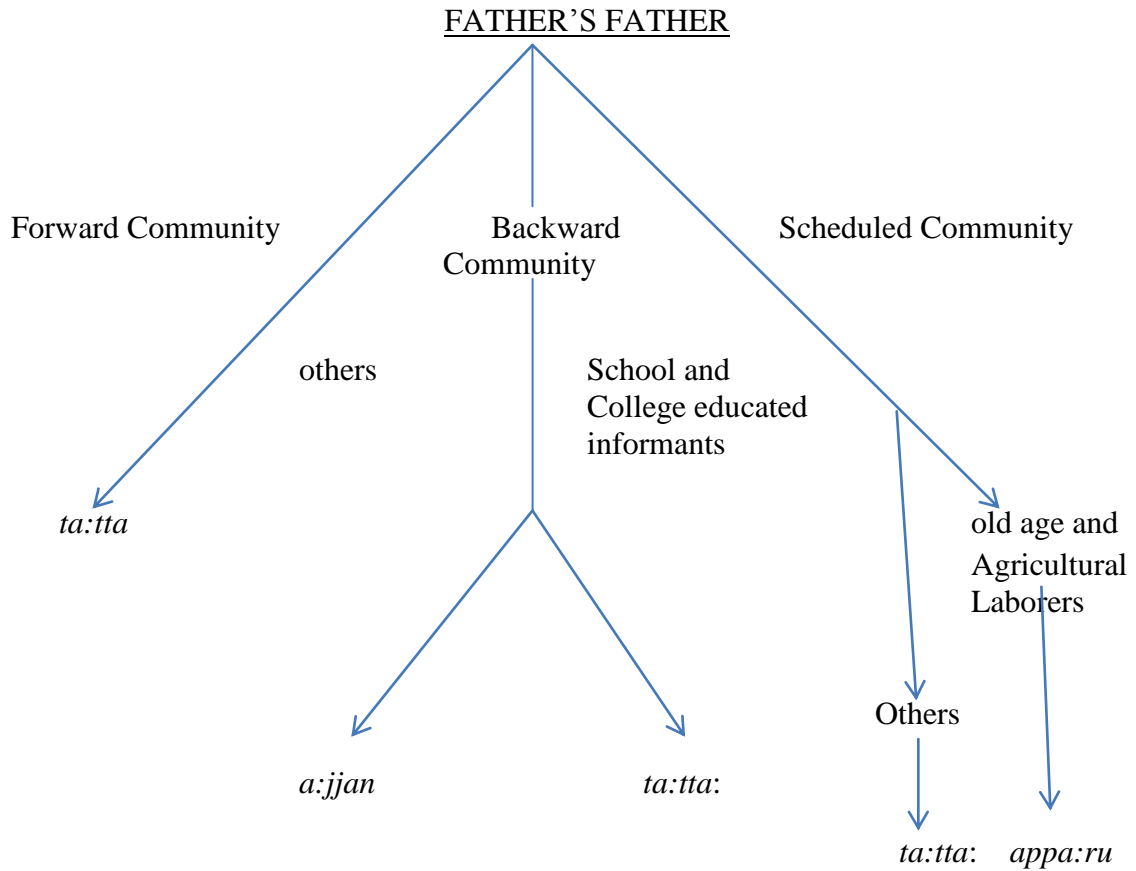 FATHER’S FATHER
Forward Community
Backward
Community
Scheduled Community
others
School and
College educated
informants
ta:tta
old age and
Agricultural
Laborers
Others
a:jjan
ta:tta:
ta:tta:
appa:ru